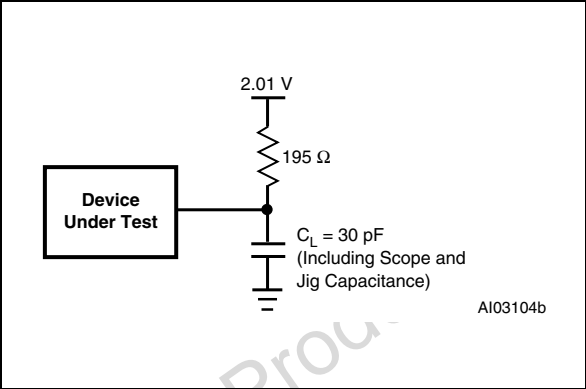 2.01 V
195 Ω
Device
Under Test
C_L = 30 pF
(Including Scope and
Jig Capacitance)
AI03104b